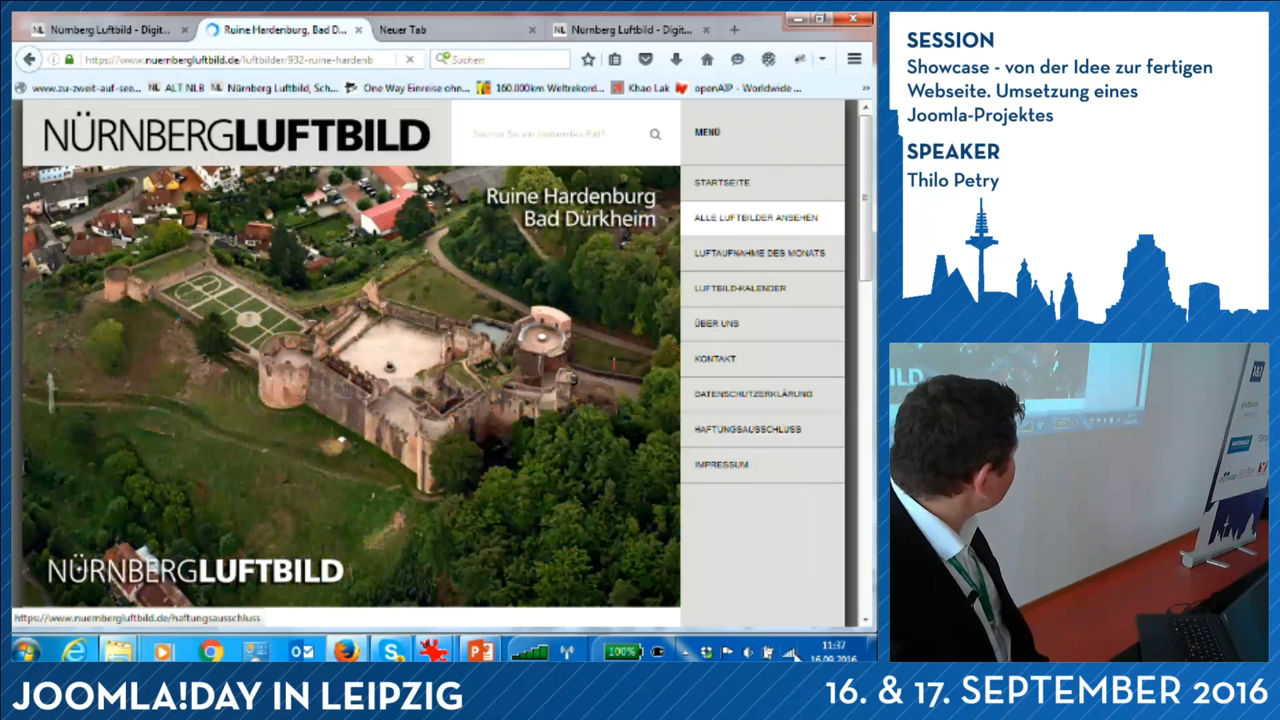 Nürnberg Luftbild - Digit...
Ruine Hardenburg, Bad D...
Neuer Tab
Nürnberg Luftbild - Digit...
https://www.nuernbergluftbild.de/luftbilder/932-ruine-hardenb
Suchen
www.zu-zweit-auf-see...
ALT NLB
Nürnberg Luftbild, Sch...
One Way Einreise ohn...
160.000km Weltrekord...
Khao Lak
openAIP - Worldwide ...
NÜRNBERGLUFTBILD
MENÜ
STARTSEITE
ALLE LUFTBILDER ANSEHEN
LUFTAUFNAHME DES MONATS
LUFTBILD-KALENDER
ÜBER UNS
KONTAKT
DATENSCHUTZERKLÄRUNG
HAFTUNGSAUSSCHLUSS
IMPRESSUM
Ruine Hardenburg
Bad Dürkheim
NÜRNBERGLUFTBILD
https://www.nuernbergluftbild.de/haftungsausschluss
100%
11:37
16.09.2016
SESSION
Showcase - von der Idee zur fertigen
Webseite. Umsetzung eines
Joomla-Projektes
SPEAKER
Thilo Petry
ILD
JOOMLA!DAY IN LEIPZIG
16. & 17. SEPTEMBER 2016